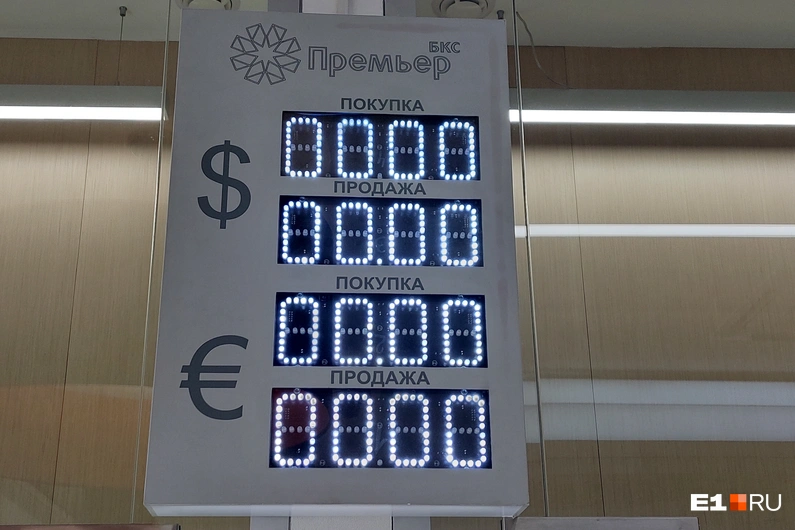 БКС
Премьер
ПОКУПКА
$ 00.00
ПРОДАЖА
00.00
ПОКУПКА
€ 00.00
ПРОДАЖА
00.00
E1.RU